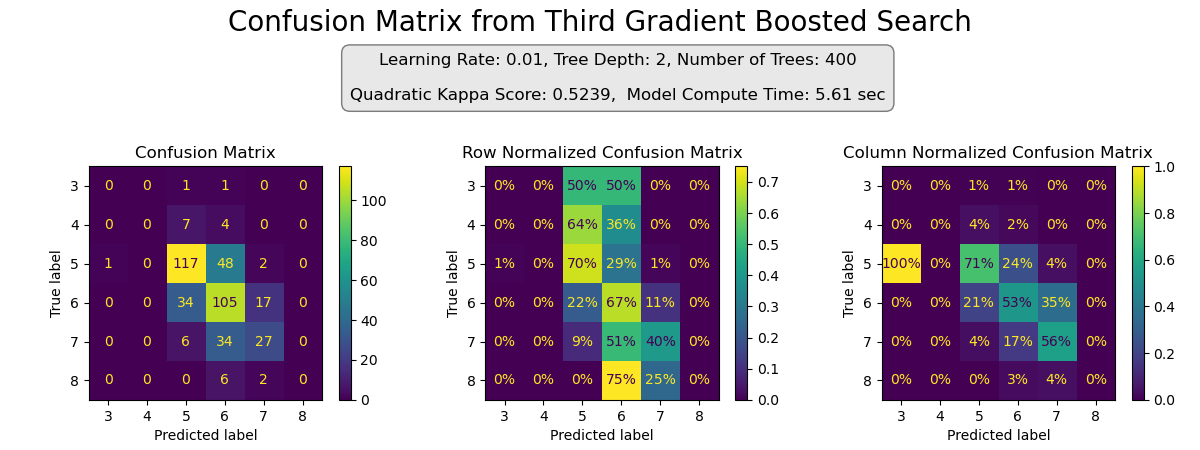 Confusion Matrix from Third Gradient Boosted Search
Learning Rate: 0.01, Tree Depth: 2, Number of Trees: 400
Quadratic Kappa Score: 0.5239,  Model Compute Time: 5.61 sec
Confusion Matrix
True label
3 0 0 1 1 0 0
4 0 0 7 4 0 0
5 1 0 117 48 2 0
6 0 0 34 105 17 0
7 0 0 6 34 27 0
8 0 0 0 6 2 0
3 4 5 6 7 8
Predicted label
100
80
60
40
20
0
Row Normalized Confusion Matrix
True label
3 0% 0% 50% 50% 0% 0%
4 0% 0% 64% 36% 0% 0%
5 1% 0% 70% 29% 1% 0%
6 0% 0% 22% 67% 11% 0%
7 0% 0% 9% 51% 40% 0%
8 0% 0% 0% 75% 25% 0%
3 4 5 6 7 8
Predicted label
0.7
0.6
0.5
0.4
0.3
0.2
0.1
0.0
Column Normalized Confusion Matrix
True label
3 0% 0% 1% 1% 0% 0%
4 0% 0% 4% 2% 0% 0%
5 100% 0% 71% 24% 4% 0%
6 0% 0% 21% 53% 35% 0%
7 0% 0% 4% 17% 56% 0%
8 0% 0% 0% 3% 4% 0%
3 4 5 6 7 8
Predicted label
1.0
0.8
0.6
0.4
0.2
0.0